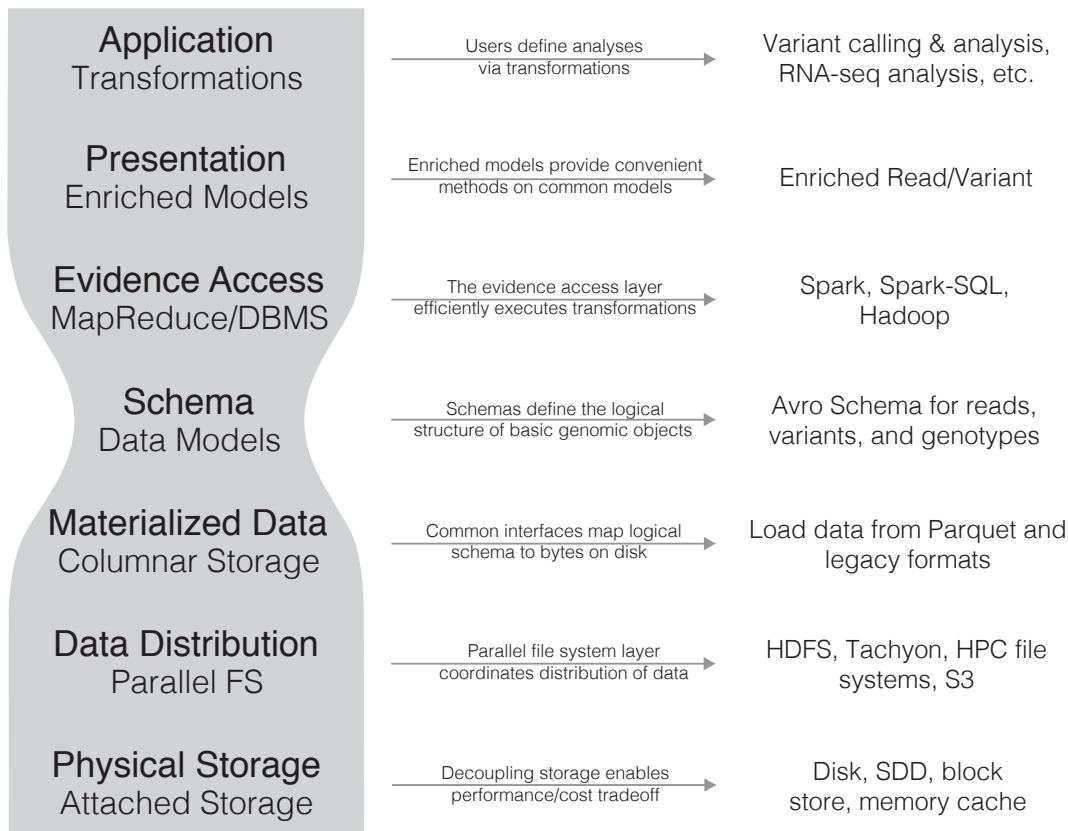 Application
Transformations
Users define analyses
via transformations
Variant calling & analysis,
RNA-seq analysis, etc.
Presentation
Enriched Models
Enriched models provide convenient
methods on common models
Enriched Read/Variant
Evidence Access
MapReduce/DBMS
The evidence access layer
efficiently executes transformations
Spark, Spark-SQL,
Hadoop
Schema
Data Models
Schemas define the logical
structure of basic genomic objects
Avro Schema for reads,
variants, and genotypes
Materialized Data
Columnar Storage
Common interfaces map logical
schema to bytes on disk
Load data from Parquet and
legacy formats
Data Distribution
Parallel FS
Parallel file system layer
coordinates distribution of data
HDFS, Tachyon, HPC file
systems, S3
Physical Storage
Attached Storage
Decoupling storage enables
performance/cost tradeoff
Disk, SDD, block
store, memory cache